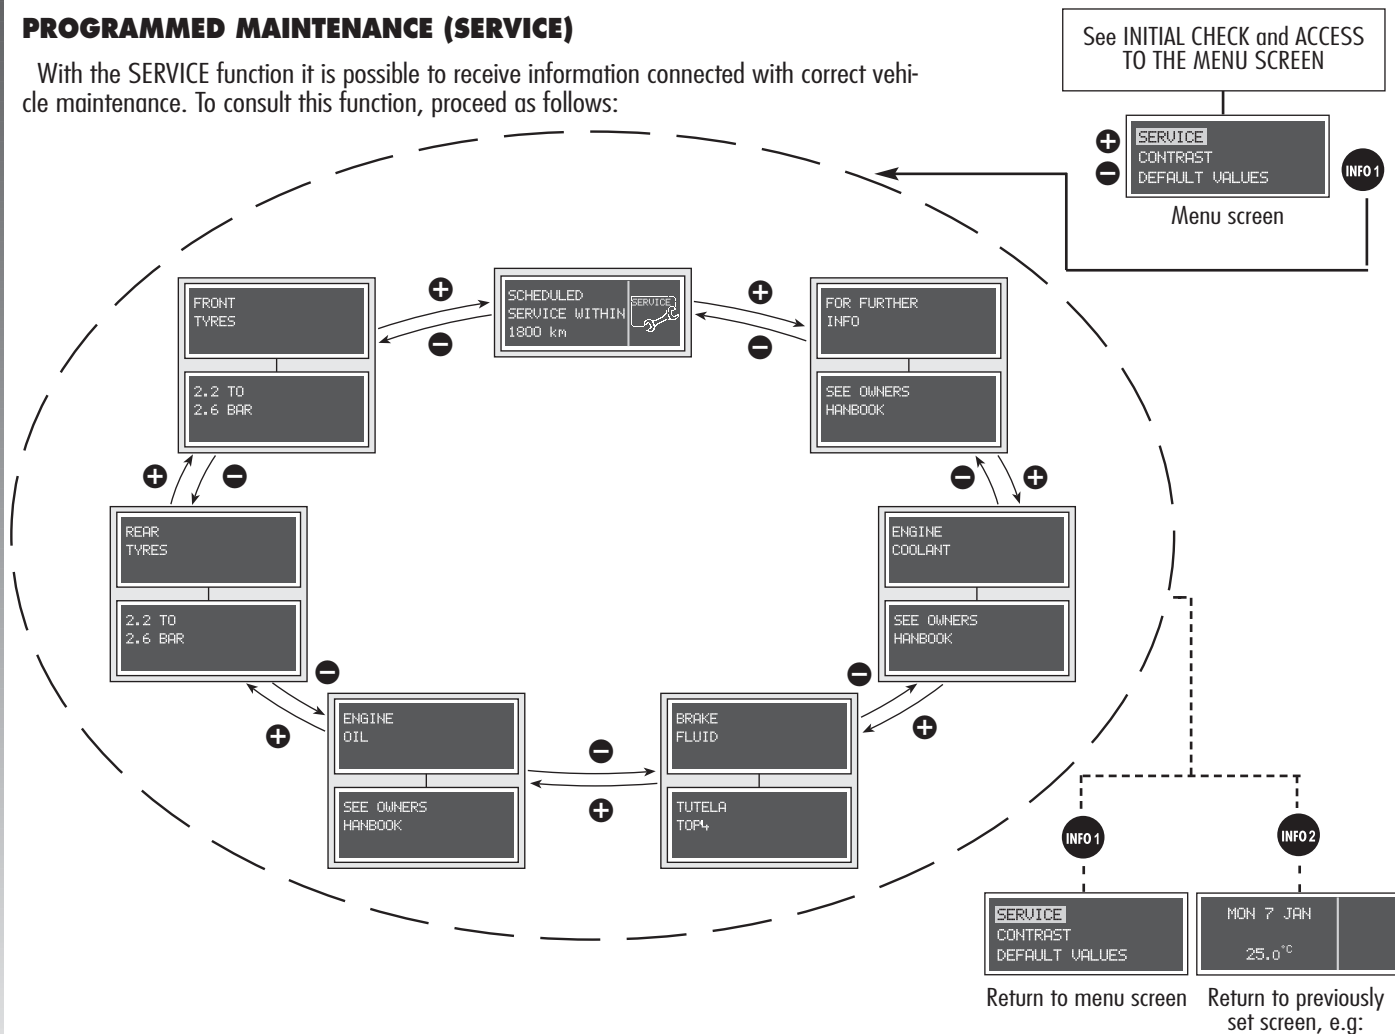 PROGRAMMED MAINTENANCE (SERVICE)
With the SERVICE function it is possible to receive information connected with correct vehi-
cle maintenance. To consult this function, proceed as follows:
See INITIAL CHECK and ACCESS
TO THE MENU SCREEN
+
−
SERVICE
CONTRAST
DEFAULT VALUES
INFO 1
Menu screen
FRONT
TYRES
2.2 TO
2.6 BAR
+
−
SCHEDULED
SERVICE WITHIN
1800 km
SERVICE
+
−
FOR FURTHER
INFO
SEE OWNERS
HANBOOK
+
−
−
+
REAR
TYRES
2.2 TO
2.6 BAR
ENGINE
COOLANT
SEE OWNERS
HANBOOK
−
+
ENGINE
OIL
SEE OWNERS
HANBOOK
−
+
BRAKE
FLUID
TUTELA
TOP4
−
+
INFO 1
INFO 2
SERVICE
CONTRAST
DEFAULT VALUES
Return to menu screen
MON 7 JAN
25.0°C
Return to previously
set screen, e.g: